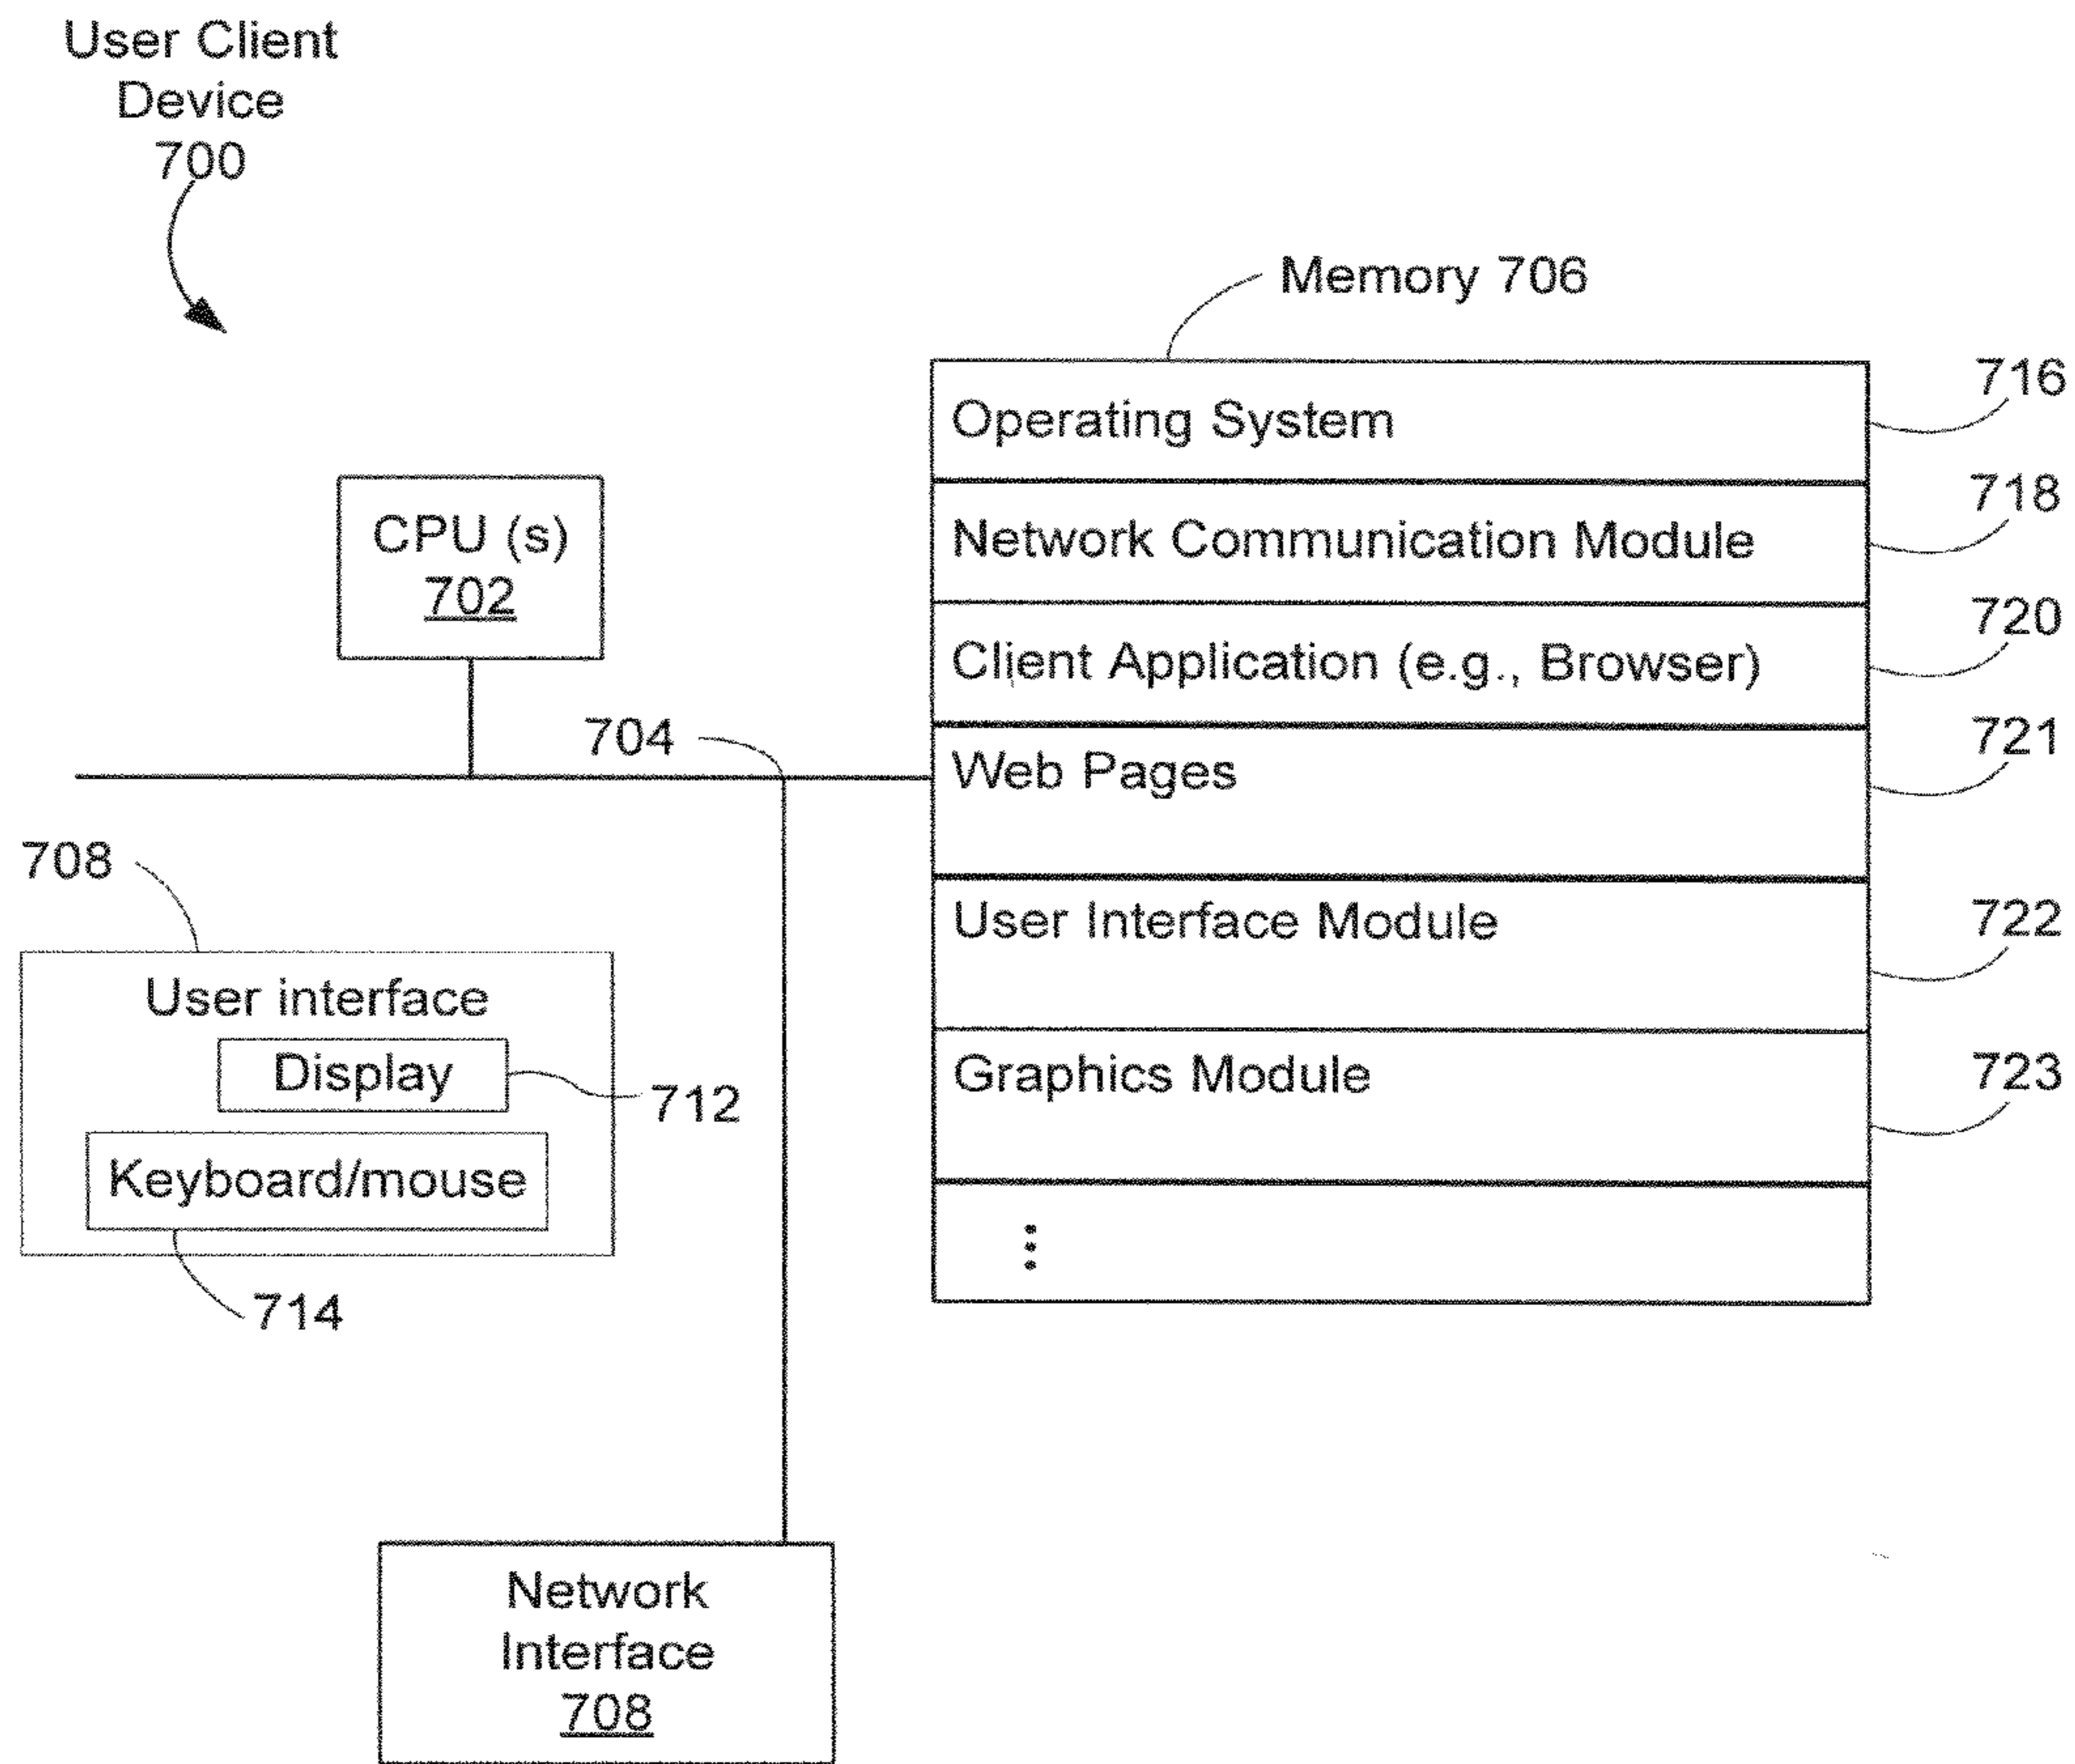 User Client
Device
700
Memory 706
Operating System
716
Network Communication Module
718
Client Application (e.g., Browser)
720
Web Pages
721
User Interface Module
722
Graphics Module
723
CPU (s)
702
704
708
User interface
Display
712
Keyboard/mouse
714
Network
Interface
708